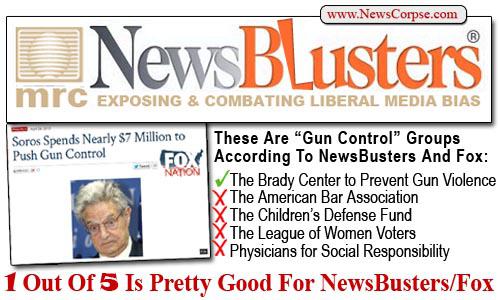 www.NewsCorpse.com
NewsBlusters®
mrc EXPOSING & COMBATING LIBERAL MEDIA BIAS
Soros Spends Nearly $7 Million to
Push Gun Control
FOX
NATION
These Are “Gun Control” Groups
According To NewsBusters And Fox:
The Brady Center to Prevent Gun Violence
The American Bar Association
The Children’s Defense Fund
The League of Women Voters
Physicians for Social Responsibility
1 Out Of 5 Is Pretty Good For NewsBusters/Fox